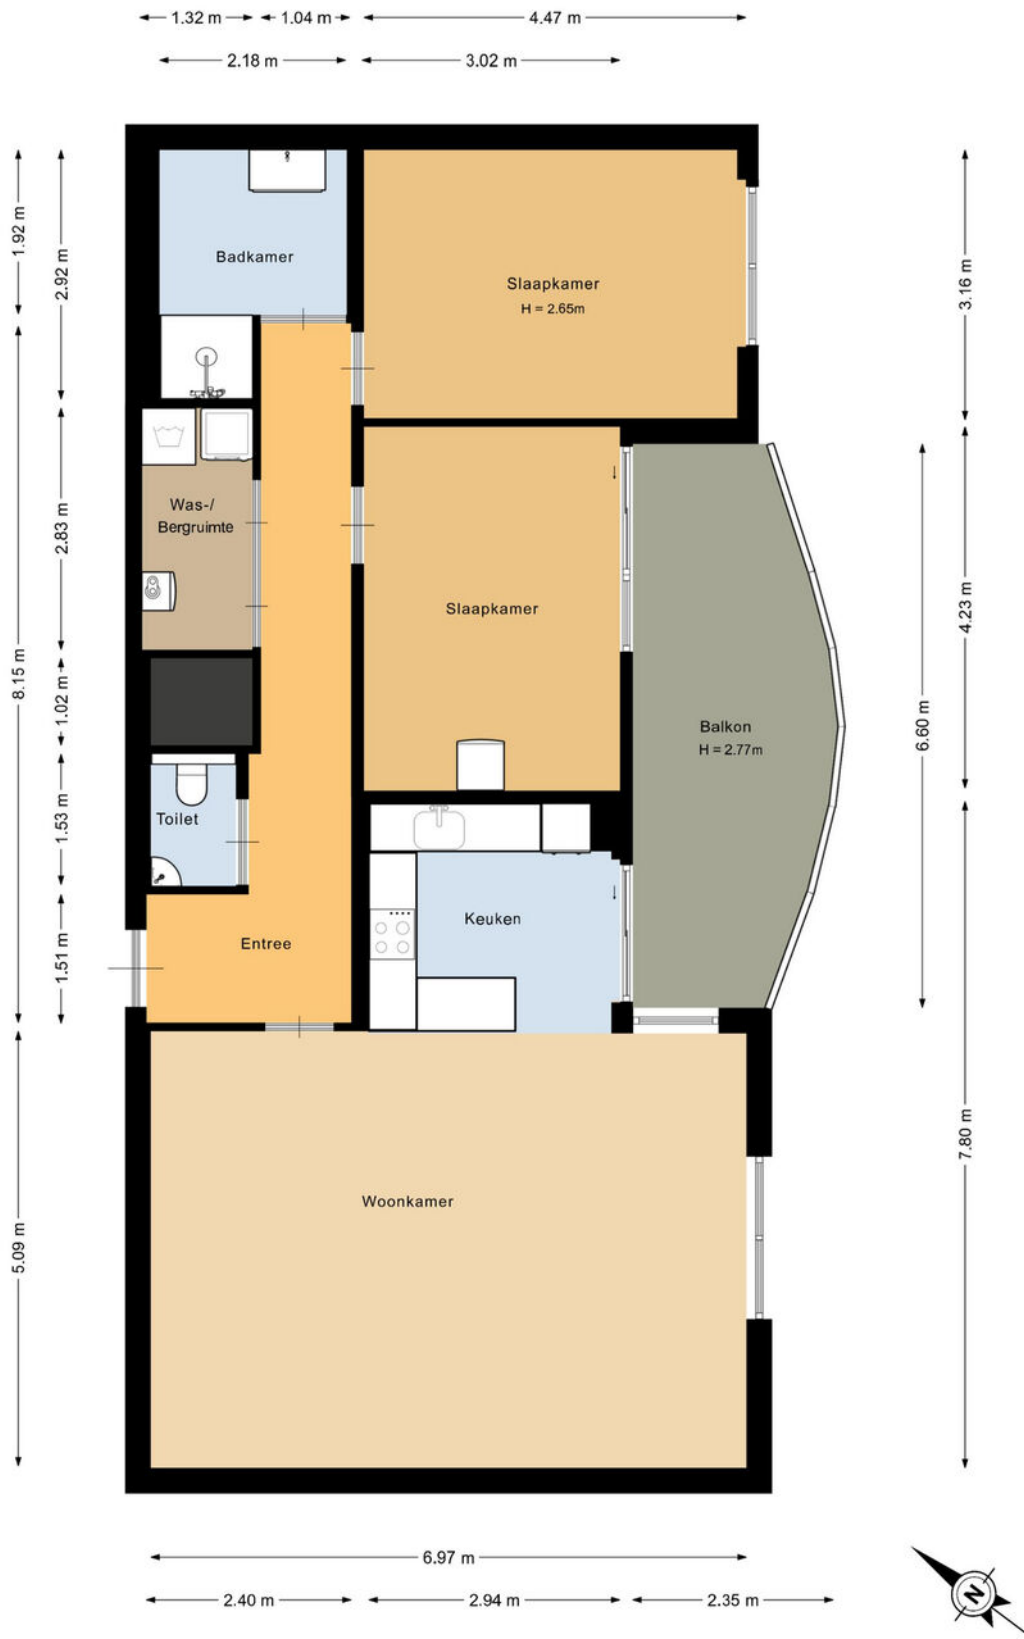 1.32 m
1.04 m
4.47 m
2.18 m
3.02 m
1.92 m
2.92 m
3.16 m
Badkamer
Slaapkamer
H = 2.65m
Was-/
Bergruimte
2.83 m
4.23 m
Slaapkamer
8.15 m
1.02 m
6.60 m
Balkon
H = 2.77m
1.53 m
Toilet
Keuken
1.51 m
Entree
7.80 m
Woonkamer
5.09 m
6.97 m
2.40 m
2.94 m
2.35 m
N